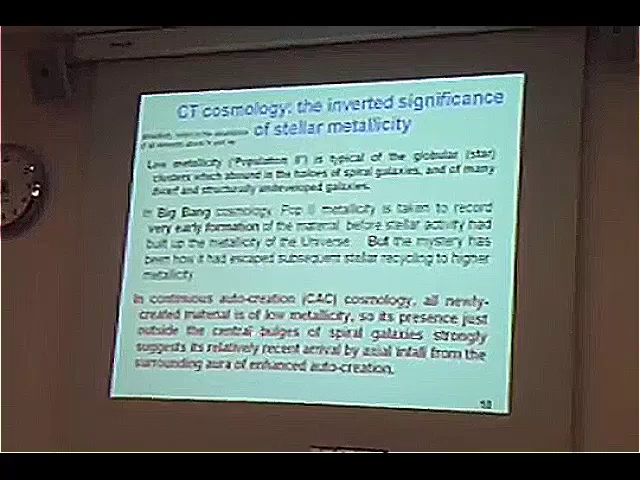 CT cosmology: the inverted significance
of stellar metallicity
Low metallicity ('Population II') is typical of the globular (star)
clusters which abound in the haloes of spiral galaxies, and of many
dwarf and structurally undeveloped galaxies.
In Big Bang cosmology, Pop II metallicity is taken to record
very early formation of the material before stellar activity had
built up the metallicity of the Universe. But the mystery has
been how it had escaped subsequent stellar recycling to higher
metallicity.
In continuous auto-creation (CAC) cosmology, all newly-
created material is of low metallicity, so its presence just
outside the central bulges of spiral galaxies strongly
suggests its relatively recent arrival by axial infall from the
surrounding aura of enhanced auto-creation.